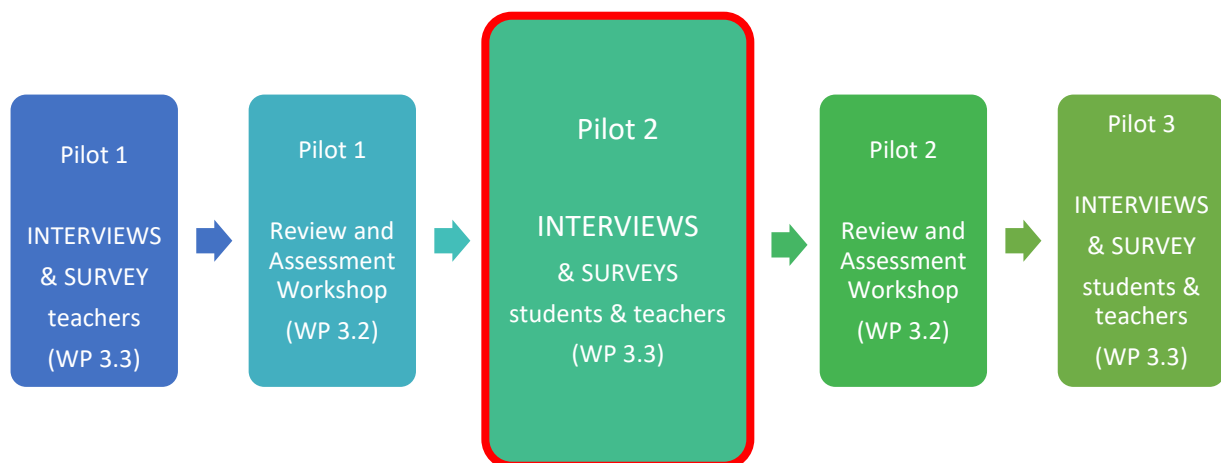 Pilot 1
INTERVIEWS
& SURVEY
teachers
(WP 3.3)
Pilot 1
Review and
Assessment
Workshop
(WP 3.2)
Pilot 2
INTERVIEWS
& SURVEYS
students & teachers
(WP 3.3)
Pilot 2
Review and
Assessment
Workshop
(WP 3.2)
Pilot 3
INTERVIEWS
& SURVEY
students &
teachers
(WP 3.3)